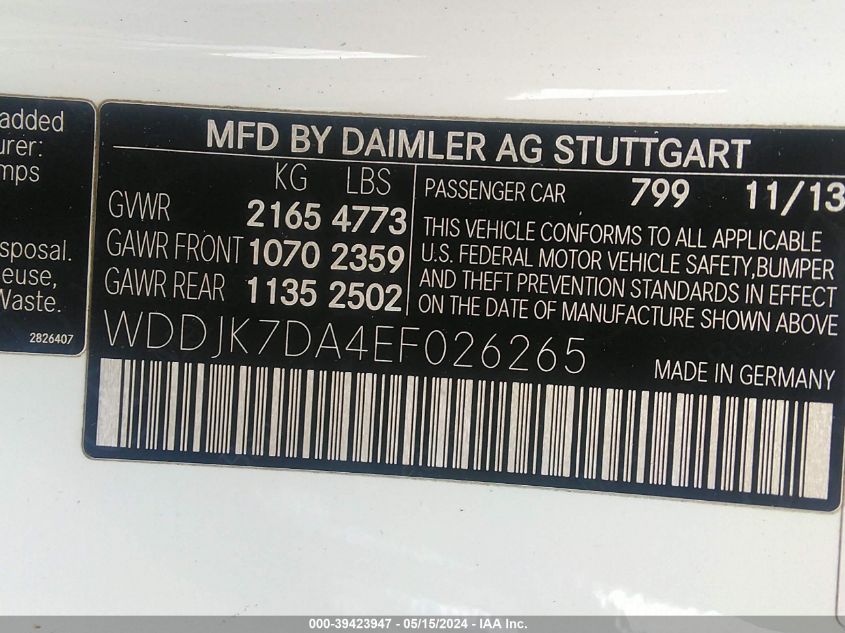 added
urer:
mps
sposal.
euse,
Waste.
2826407
MFD BY DAIMLER AG STUTTGART
KG LBS
GVWR 2165 4773
GAWR FRONT 1070 2359
GAWR REAR 1135 2502
PASSENGER CAR 799 11/13
THIS VEHICLE CONFORMS TO ALL APPLICABLE
U.S. FEDERAL MOTOR VEHICLE SAFETY,BUMPER
AND THEFT PREVENTION STANDARDS IN EFFECT
ON THE DATE OF MANUFACTURE SHOWN ABOVE
WDDJK7DA4EF026265
MADE IN GERMANY
000-39423947 - 05/15/2024 - IAA Inc.